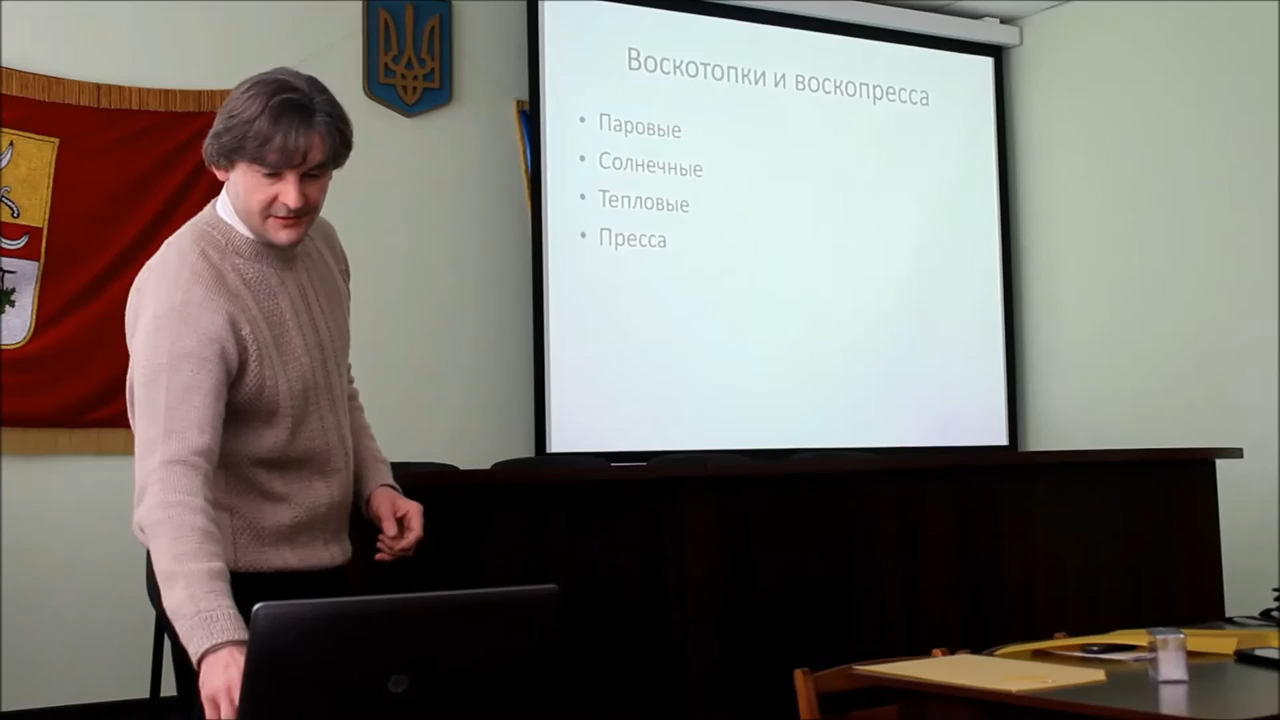 Воскотопки и воскопресса
• Паровые
• Солнечные
• Тепловые
• Пресса